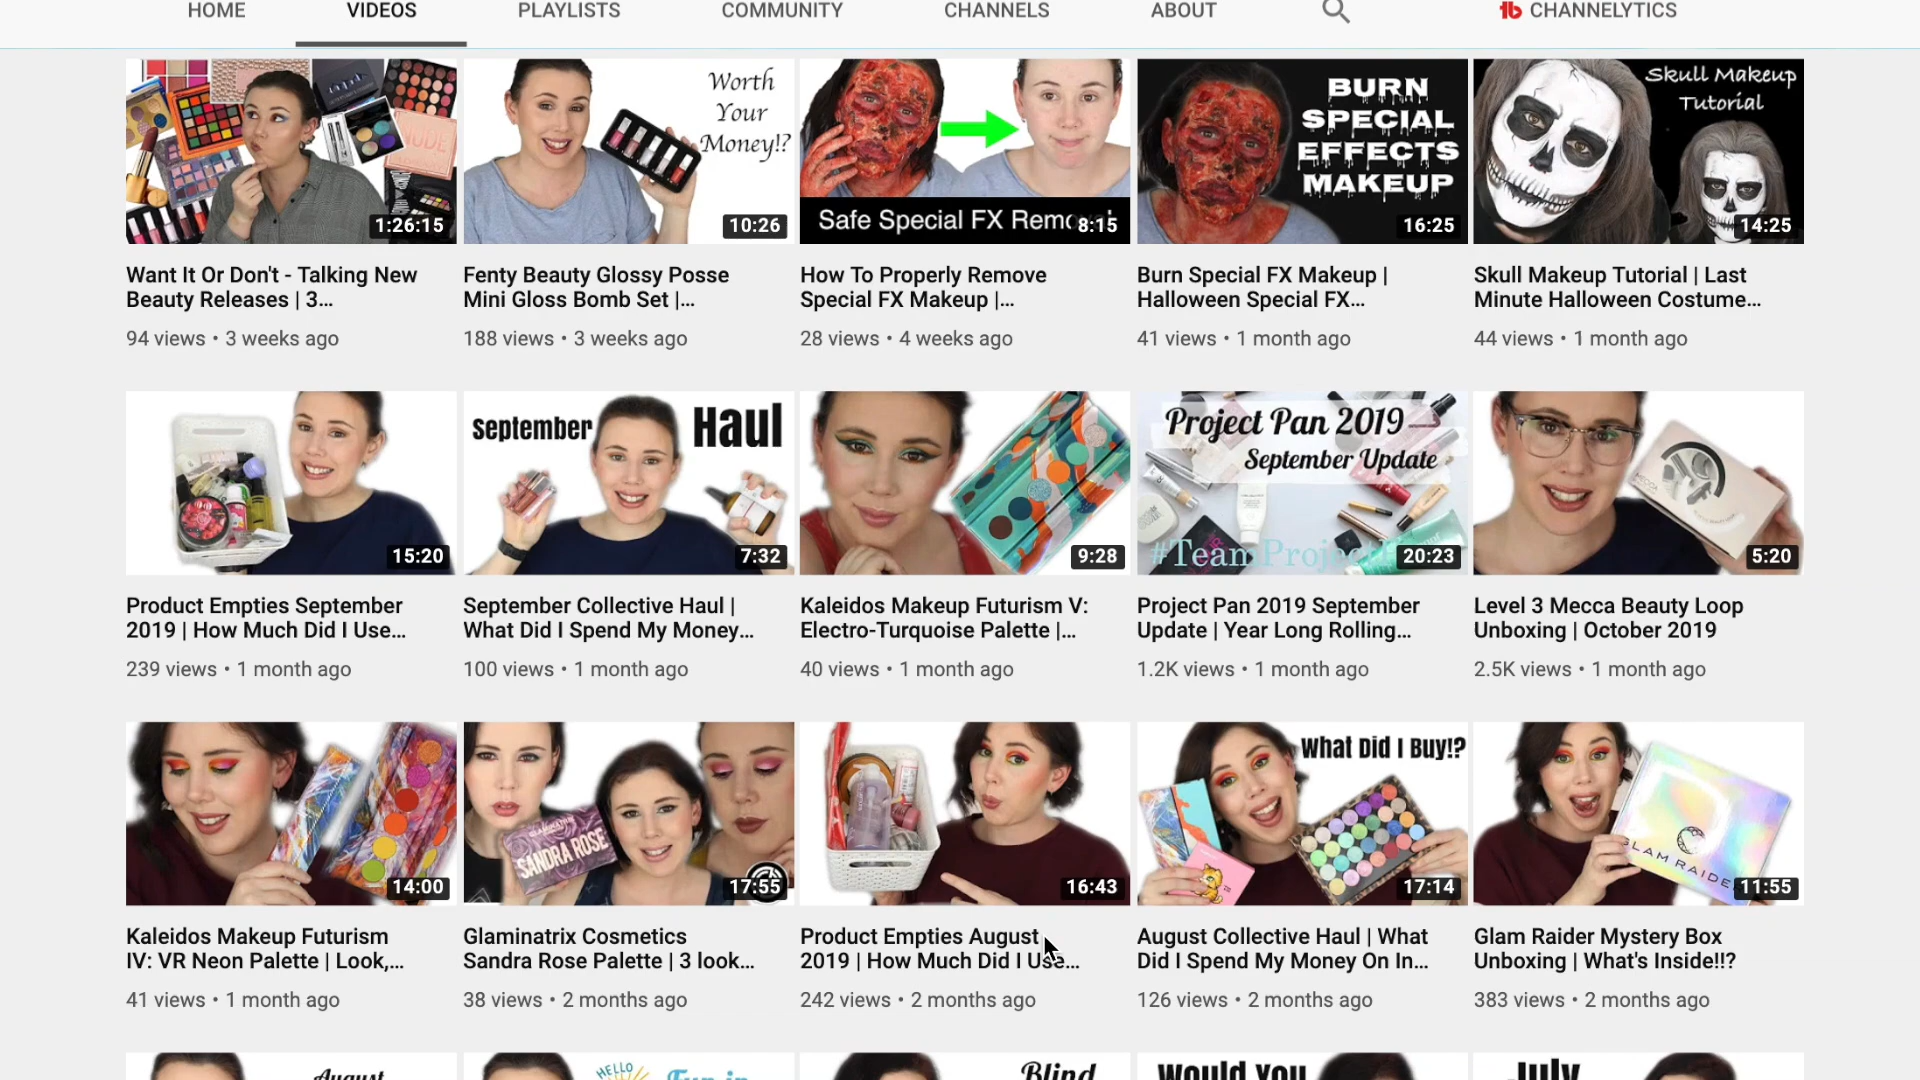 HOME VIDEOS PLAYLISTS COMMUNITY CHANNELS ABOUT CHANNELYTICS
NUDE
1:26:15
Worth
Your
Money!?
10:26
Safe Special FX
8:15
BURN
SPECIAL
EFFECTS
MAKEUP
16:25
Skull Makeup
Tutorial
14:25
Want It Or Don't - Talking New
Beauty Releases | 3...
94 views • 3 weeks ago
Fenty Beauty Glossy Posse
Mini Gloss Bomb Set |...
188 views • 3 weeks ago
How To Properly Remove
Special FX Makeup |...
28 views • 4 weeks ago
Burn Special FX Makeup |
Halloween Special FX...
41 views • 1 month ago
Skull Makeup Tutorial | Last
Minute Halloween Costume...
44 views • 1 month ago
15:20
September Haul
7:32
9:28
Project Pan 2019
September Update
20:23
MECCA
5:20
Product Empties September
2019 | How Much Did I Use...
239 views • 1 month ago
September Collective Haul |
What Did I Spend My Money...
100 views • 1 month ago
Kaleidos Makeup Futurism V:
Electro-Turquoise Palette |...
40 views • 1 month ago
Project Pan 2019 September
Update | Year Long Rolling...
1.2K views • 1 month ago
Level 3 Mecca Beauty Loop
Unboxing | October 2019
2.5K views • 1 month ago
14:00
GLAMINATRIX
SANDRA ROSE
17:55
16:43
What Did I Buy!?
17:14
GLAM RAIDE
11:55
Kaleidos Makeup Futurism
IV: VR Neon Palette | Look,...
41 views • 1 month ago
Glaminatrix Cosmetics
Sandra Rose Palette | 3 look...
38 views • 2 months ago
Product Empties August
2019 | How Much Did I Use...
242 views • 2 months ago
August Collective Haul | What
Did I Spend My Money On In...
126 views • 2 months ago
Glam Raider Mystery Box
Unboxing | What's Inside!!?
383 views • 2 months ago
August
HELLO
Fun in
Blind
Would You
July